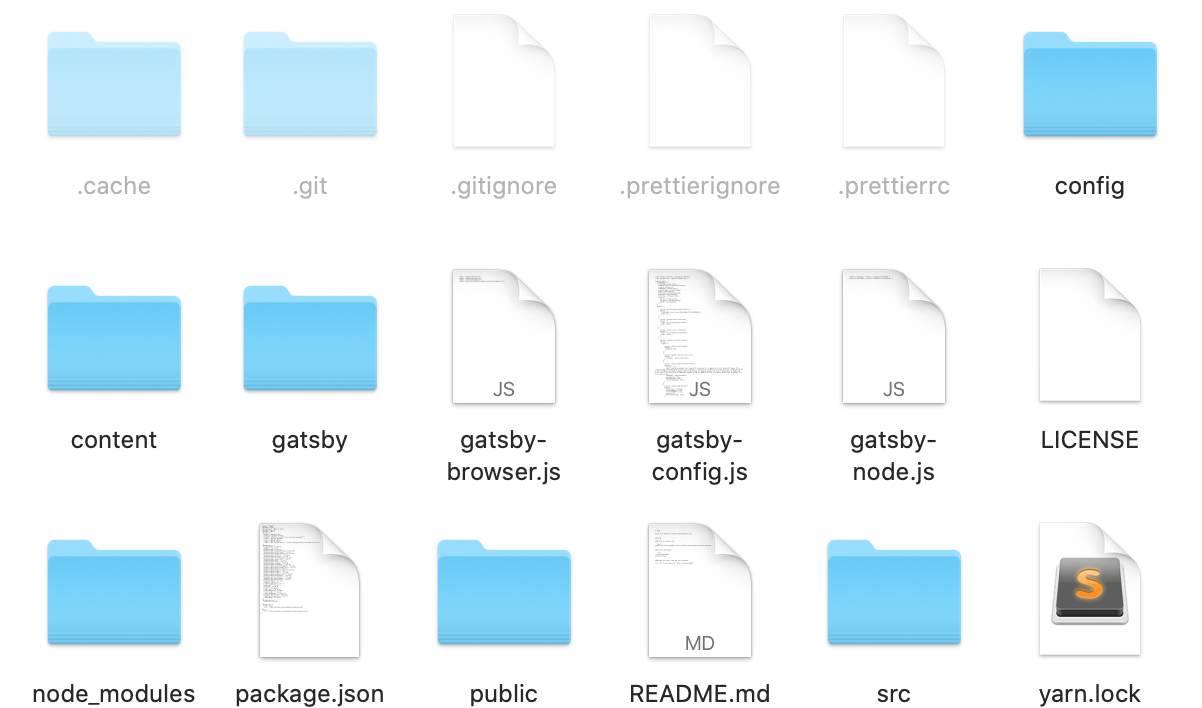 .cache
.git
.gitignore
.prettierignore
.prettierrc
config
content
gatsby
JS
gatsby-
browser.js
JS
gatsby-
config.js
JS
gatsby-
node.js
LICENSE
node_modules
package.json
public
MD
README.md
src
S
yarn.lock